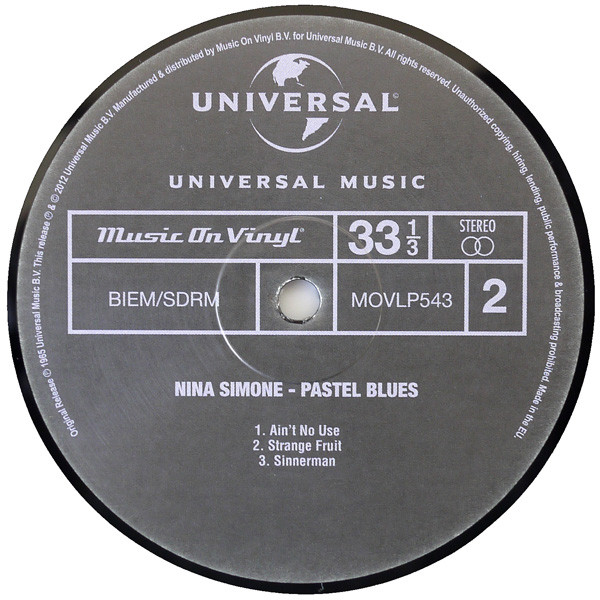 Original Release ℗ 1965 Universal Music B.V. This release ℗ & © 2012 Universal Music B.V. Manufactured & distributed by Music On Vinyl B.V. for Universal Music B.V. All rights reserved. Unauthorized copying, hiring, lending, public performance & broadcasting prohibited. Made in the EU.
UNIVERSAL©
UNIVERSAL MUSIC
Music On Vinyl®
33 1/3
STEREO
BIEM/SDRM
MOVLP543
2
NINA SIMONE - PASTEL BLUES
1. Ain't No Use
2. Strange Fruit
3. Sinnerman